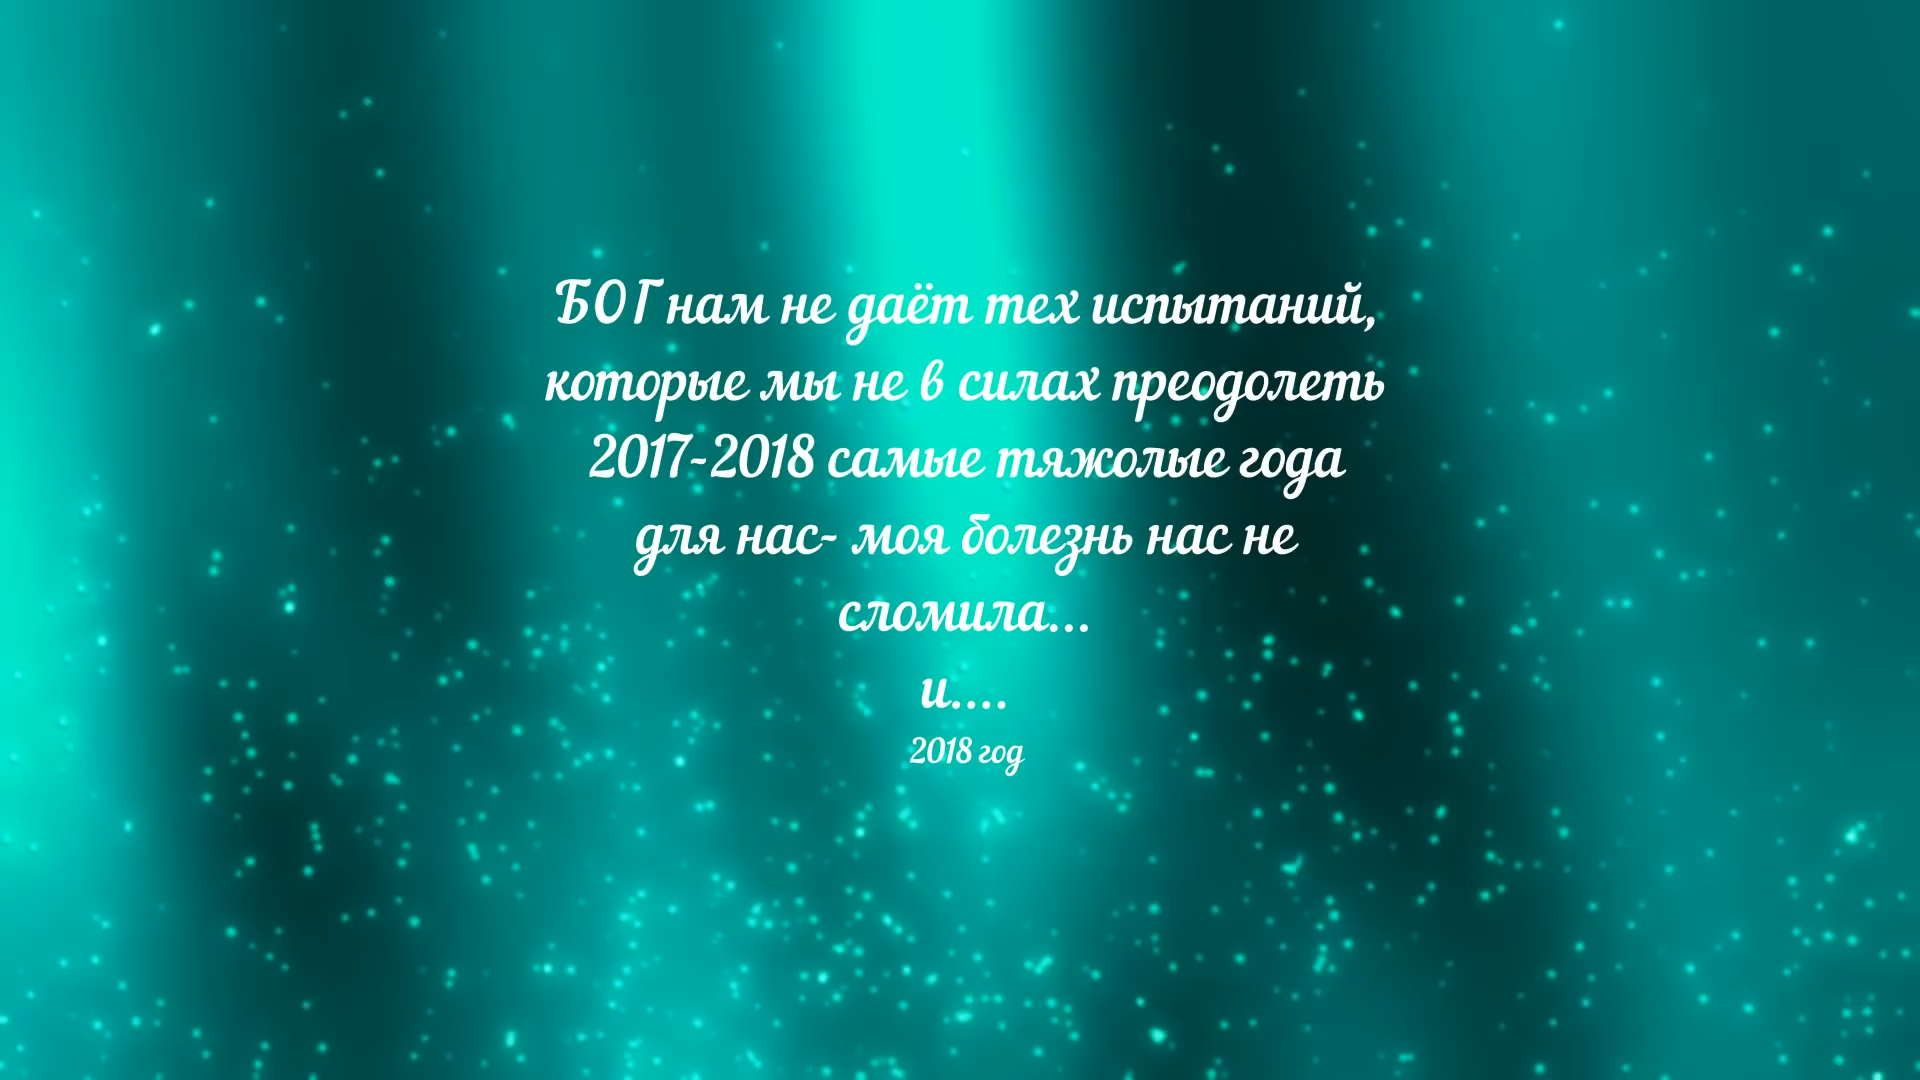 БОГ нам не даёт тех испытаний,
которые мы не в силах преодолеть
2017-2018 самые тяжолые года
для нас- моя болезнь нас не
сломила...
и....
2018 год